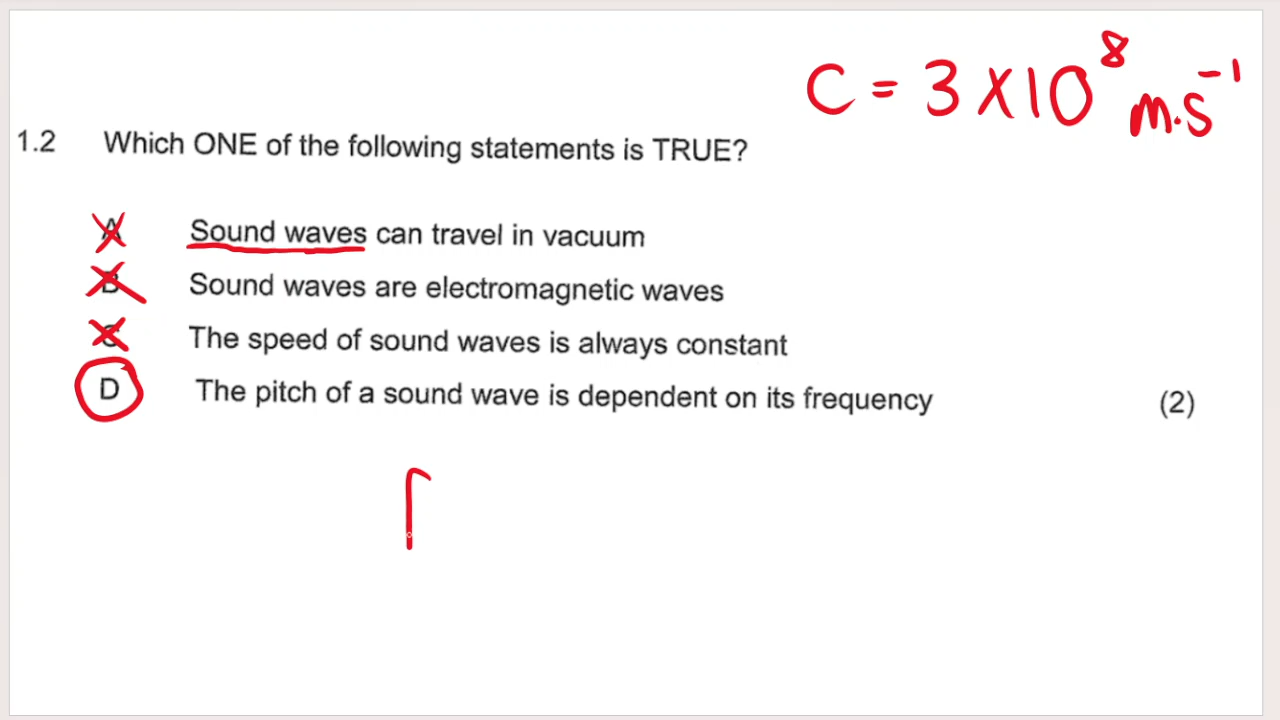 C = 3 X 10⁸ m.s⁻¹
1.2 Which ONE of the following statements is TRUE?
A Sound waves can travel in vacuum
B Sound waves are electromagnetic waves
C The speed of sound waves is always constant
D The pitch of a sound wave is dependent on its frequency (2)